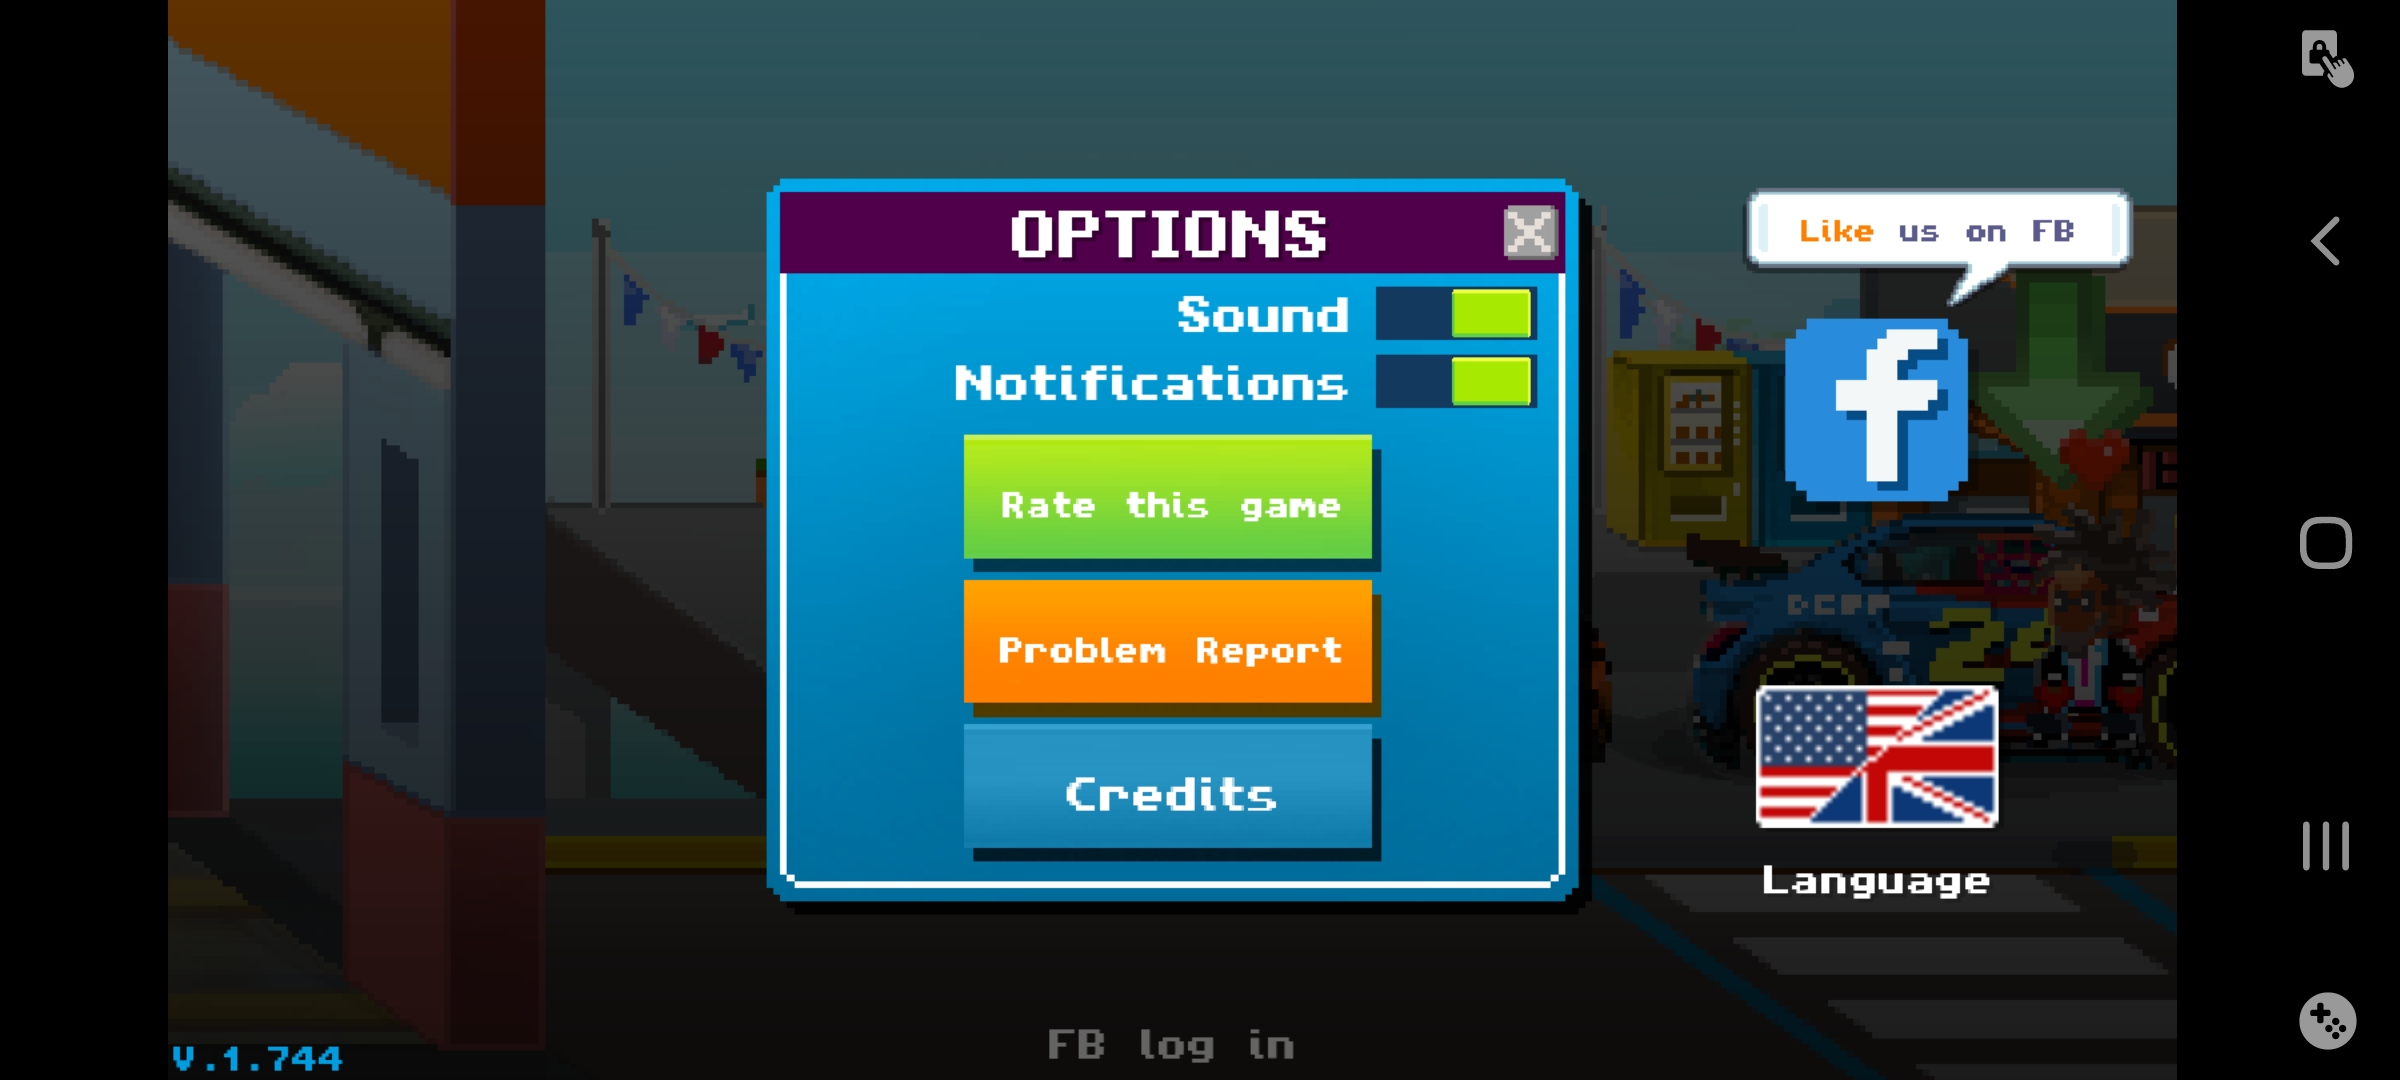 OPTIONS
Like us on FB
Sound
Notifications
Rate this game
Problem Report
Credits
Language
FB log in
V.1.744